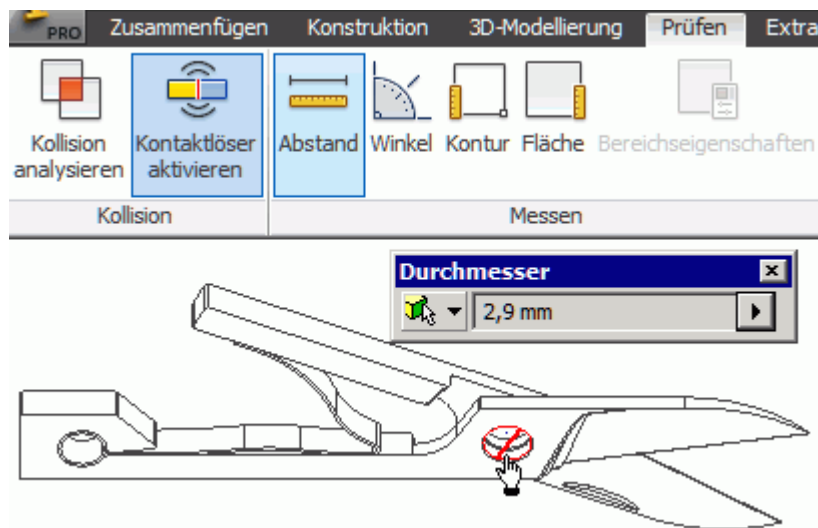 PRO Zusammenfügen Konstruktion 3D-Modellierung Prüfen Extra
Kollision analysieren
Kontaktlöser aktivieren
Abstand Winkel Kontur Fläche Bereichseigenschaften
Kollision Messen
Durchmesser
2,9 mm